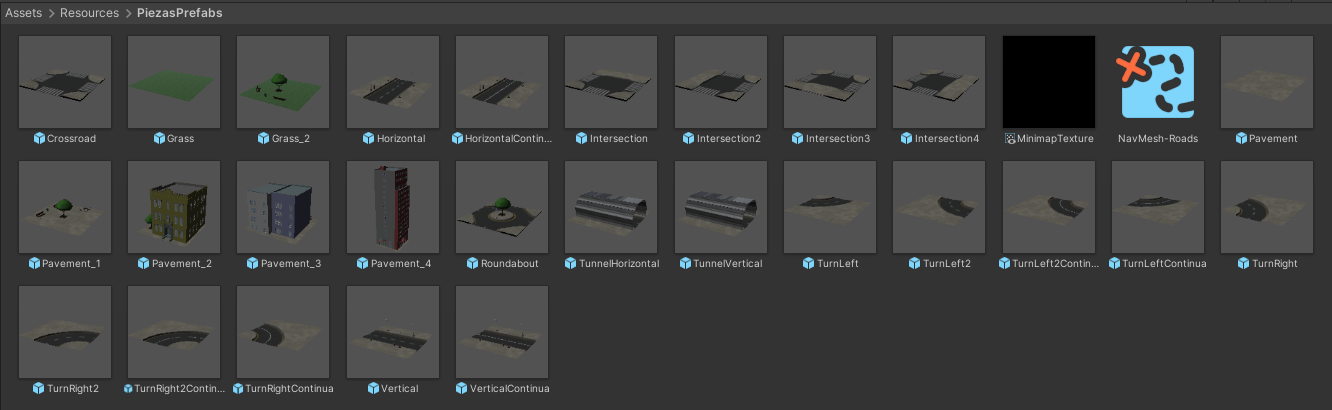 Assets > Resources > PiezasPrefabs
Crossroad Grass Grass_2 Horizontal HorizontalContin... Intersection Intersection2 Intersection3 Intersection4 MinimapTexture NavMesh-Roads Pavement
Pavement_1 Pavement_2 Pavement_3 Pavement_4 Roundabout TunnelHorizontal TunnelVertical TurnLeft TurnLeft2 TurnLeft2Contin... TurnLeftContinua TurnRight
TurnRight2 TurnRight2Contin... TurnRightContinua Vertical VerticalContinua